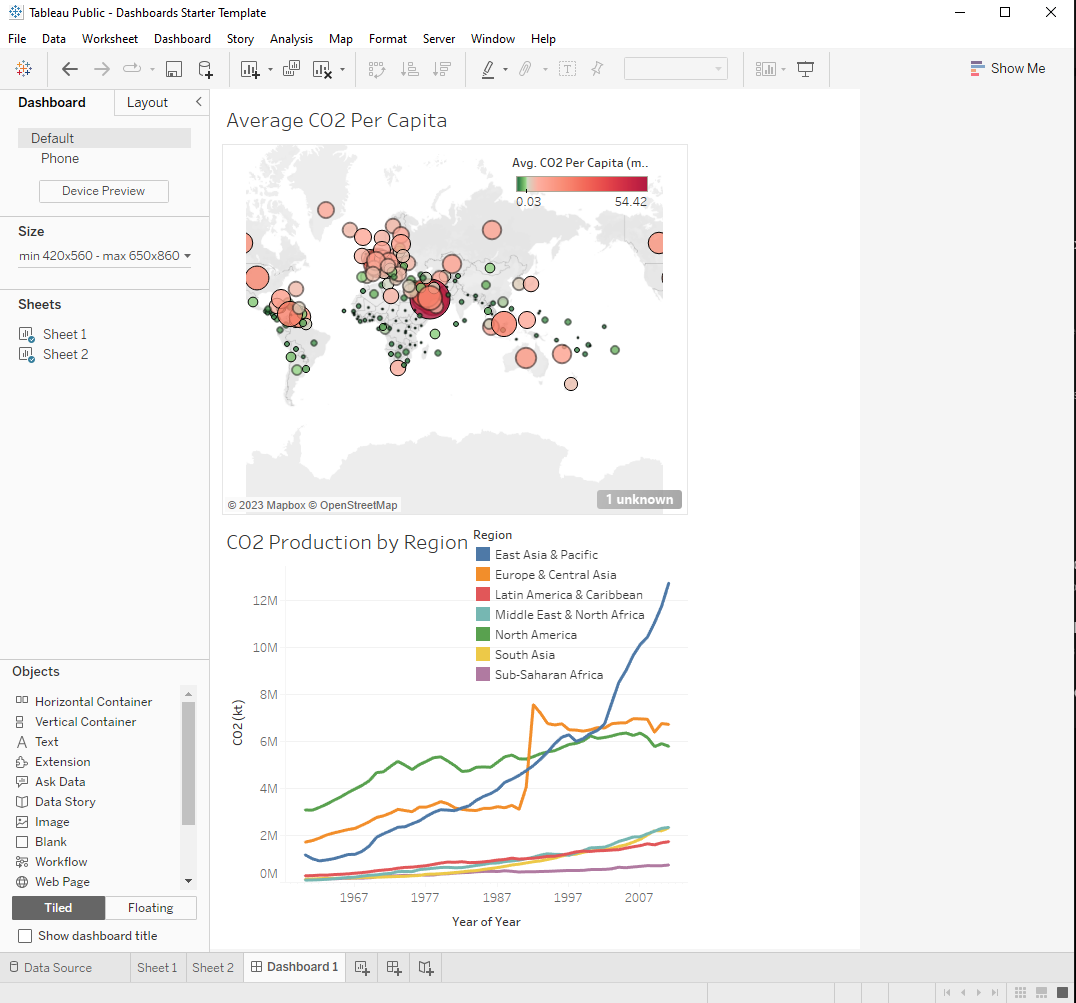 Tableau Public - Dashboards Starter Template
File Data Worksheet Dashboard Story Analysis Map Format Server Window Help
Show Me
Dashboard Layout
Default
Phone
Device Preview
Size
min 420x560 - max 650x860
Sheets
Sheet 1
Sheet 2
Objects
Horizontal Container
Vertical Container
Text
Extension
Ask Data
Data Story
Image
Blank
Workflow
Web Page
Tiled Floating
Show dashboard title
Average CO2 Per Capita
Avg. CO2 Per Capita (m..
0.03 54.42
© 2023 Mapbox © OpenStreetMap
1 unknown
CO2 Production by Region
Region
East Asia & Pacific
Europe & Central Asia
Latin America & Caribbean
Middle East & North Africa
North America
South Asia
Sub-Saharan Africa
CO2 (kt)
12M
10M
8M
6M
4M
2M
0M
1967 1977 1987 1997 2007
Year of Year
Data Source Sheet 1 Sheet 2 Dashboard 1